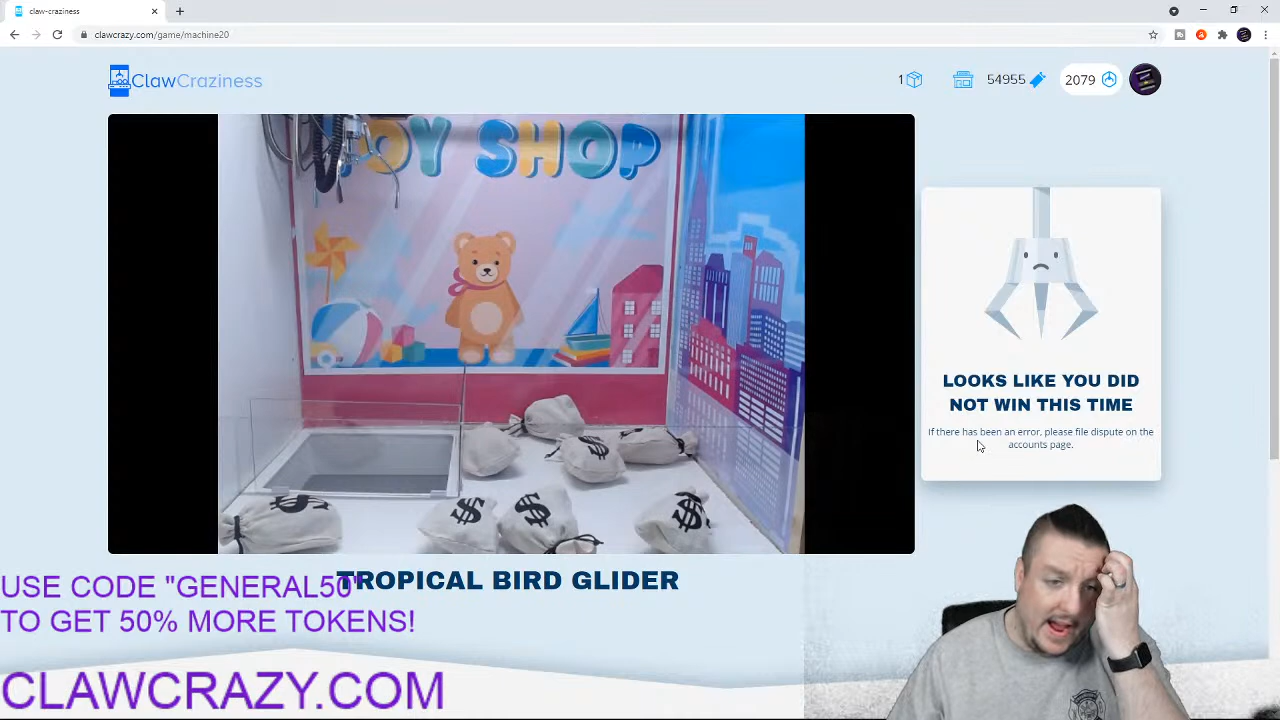 claw-craziness
clawcrazy.com/game/machine20
ClawCraziness
1
54955
2079
TOY SHOP
$
$
$
$
$
LOOKS LIKE YOU DID
NOT WIN THIS TIME
If there has been an error, please file dispute on the
accounts page.
TROPICAL BIRD GLIDER
USE CODE "GENERAL50"
TO GET 50% MORE TOKENS!
CLAWCRAZY.COM